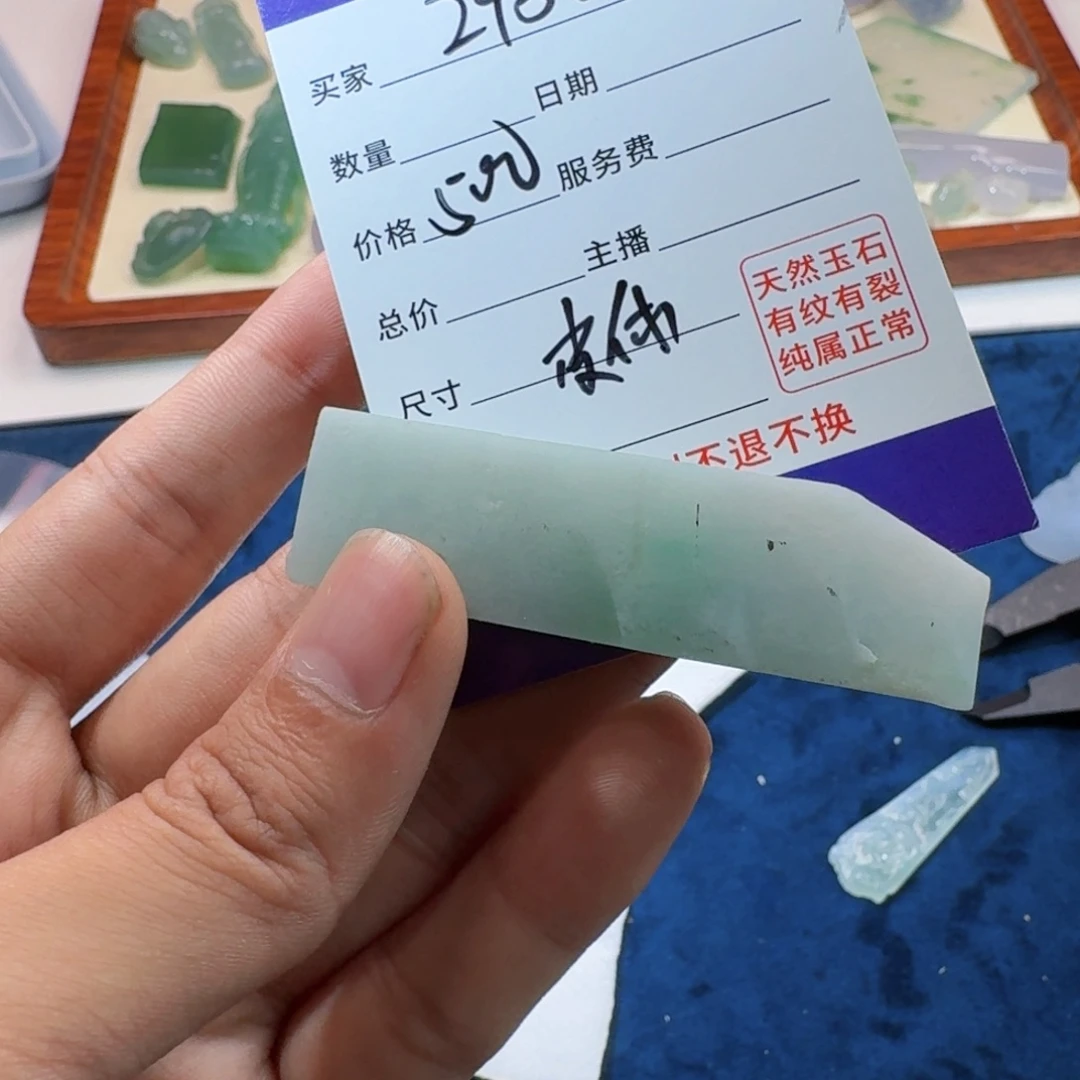 买家
数量 日期
价格 500 服务费
总价 主播
尺寸
天然玉石
有纹有裂
纯属正常
不退不换